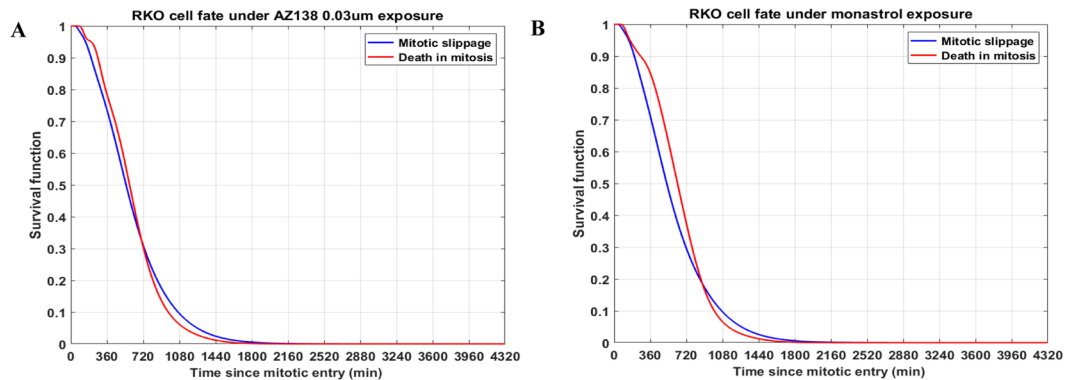 A
RKO cell fate under AZ138 0.03um exposure
Mitotic slippage
Death in mitosis
Survival function
1
0.9
0.8
0.7
0.6
0.5
0.4
0.3
0.2
0.1
0
0 360 720 1080 1440 1800 2160 2520 2880 3240 3600 3960 4320
Time since mitotic entry (min)
B
RKO cell fate under monastrol exposure
Mitotic slippage
Death in mitosis
Survival function
1
0.9
0.8
0.7
0.6
0.5
0.4
0.3
0.2
0.1
0
0 360 720 1080 1440 1800 2160 2520 2880 3240 3600 3960 4320
Time since mitotic entry (min)